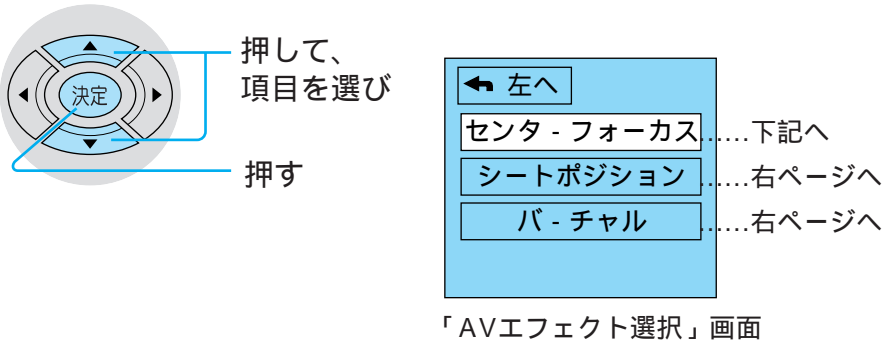 押して、
項目を選び
決定
押す
左へ
センタ - フォーカス……下記へ
シートポジション……右ページへ
バ - チャル……右ページへ
「AVエフェクト選択」画面